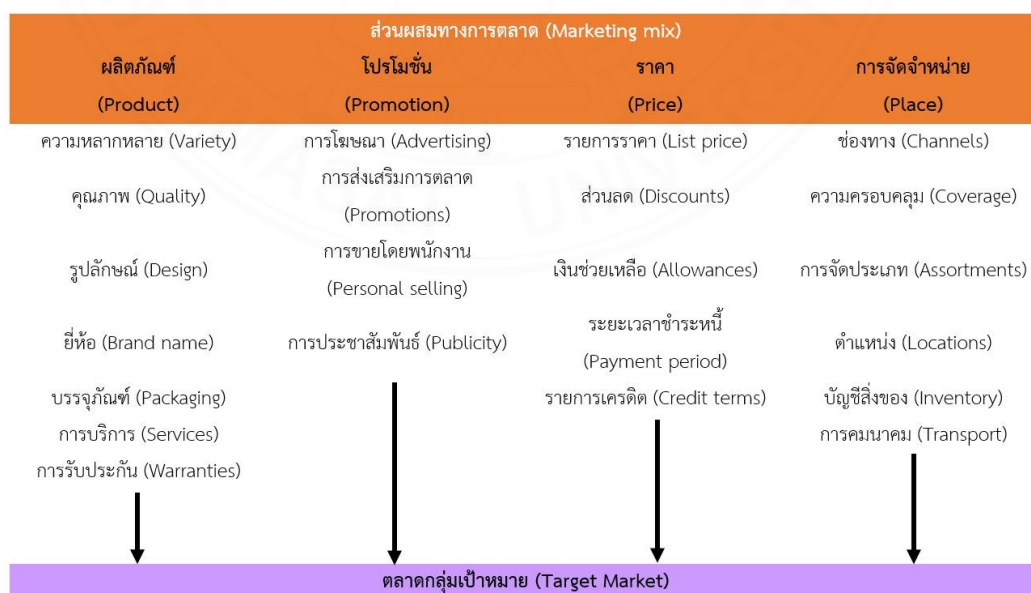 ส่วนผสมทางการตลาด (Marketing mix)
ผลิตภัณฑ์
(Product)
โปรโมชั่น
(Promotion)
ราคา
(Price)
การจัดจำหน่าย
(Place)
ความหลากหลาย (Variety)
คุณภาพ (Quality)
รูปลักษณ์ (Design)
ยี่ห้อ (Brand name)
บรรจุภัณฑ์ (Packaging)
การบริการ (Services)
การรับประกัน (Warranties)
การโฆษณา (Advertising)
การส่งเสริมการตลาด
(Promotions)
การขายโดยพนักงาน
(Personal selling)
การประชาสัมพันธ์ (Publicity)
รายการราคา (List price)
ส่วนลด (Discounts)
เงินช่วยเหลือ (Allowances)
ระยะเวลาชำระหนี้
(Payment period)
รายการเครดิต (Credit terms)
ช่องทาง (Channels)
ความครอบคลุม (Coverage)
การจัดประเภท (Assortments)
ตำแหน่ง (Locations)
บัญชีสิ่งของ (Inventory)
การคมนาคม (Transport)
ตลาดกลุ่มเป้าหมาย (Target Market)